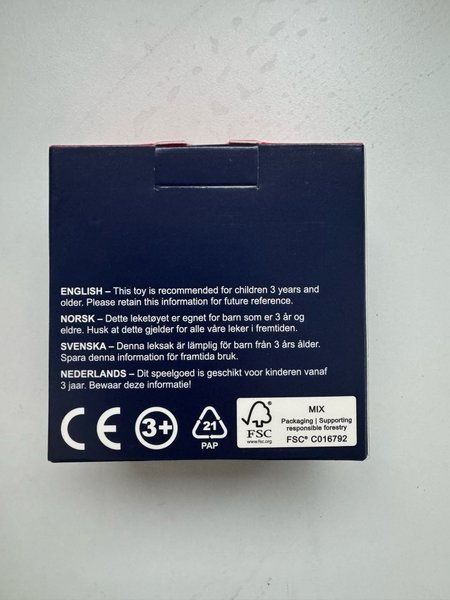 ENGLISH – This toy is recommended for children 3 years and
older. Please retain this information for future reference.
NORSK – Dette leketøyet er egnet for barn som er 3 år og
eldre. Husk at dette gjelder for alle våre leker i fremtiden.
SVENSKA – Denna leksak är lämplig för barn från 3 års ålder.
Spara denna information för framtida bruk.
NEDERLANDS – Dit speelgoed is geschikt voor kinderen vanaf
3 jaar. Bewaar deze informatie!
CE
3+
21
PAP
FSC
www.fsc.org
MIX
Packaging | Supporting
responsible forestry
FSC® C016792